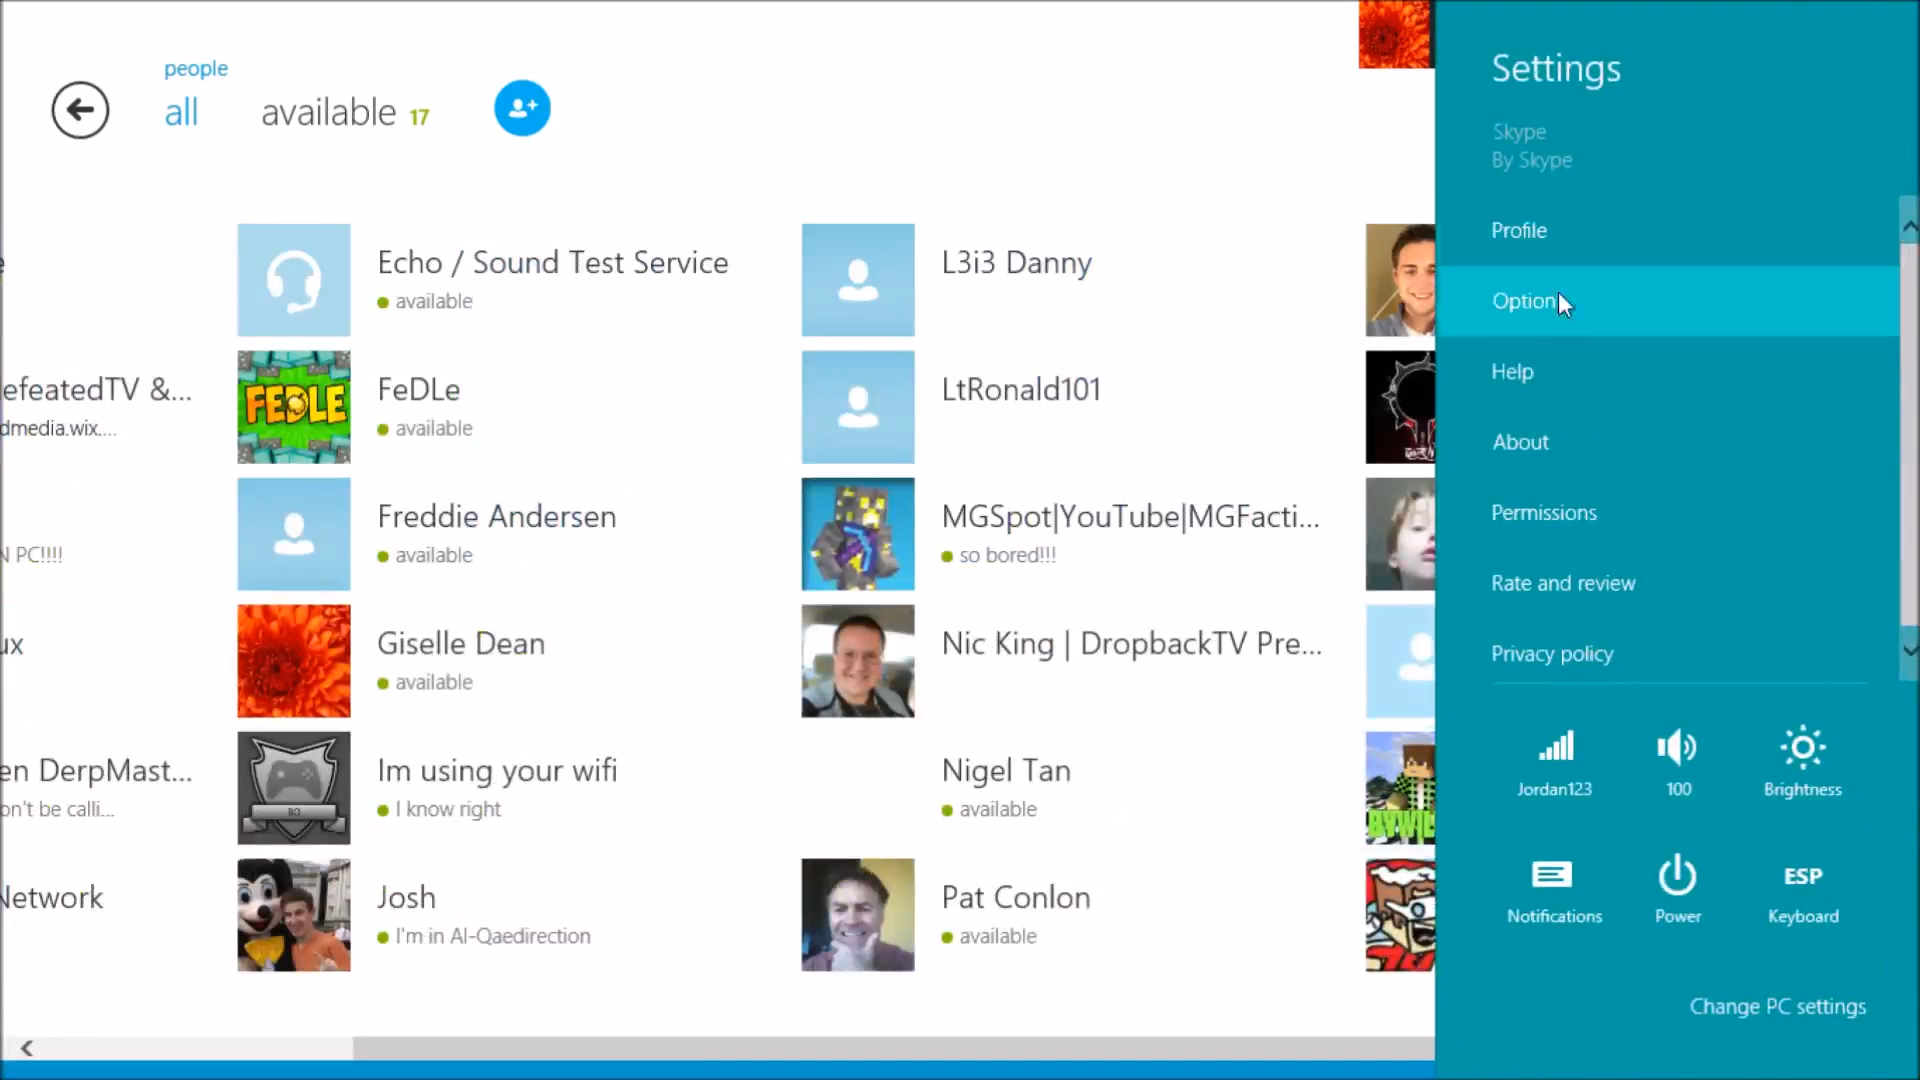 people
all
available 17
efeatedTV &...
dmedia.wix....
N PC!!!!
ux
en DerpMast...
on't be calli...
Network
Echo / Sound Test Service
available
FEDLE
FeDLe
available
Freddie Andersen
available
Giselle Dean
available
Im using your wifi
I know right
Josh
I'm in Al-Qaedirection
L3i3 Danny
LtRonald101
MGSpot|YouTube|MGFacti...
so bored!!!
Nic King | DropbackTV Pre...
Nigel Tan
available
Pat Conlon
available
BYWIL
Settings
Skype
By Skype
Profile
Option
Help
About
Permissions
Rate and review
Privacy policy
Jordan123
100
Brightness
Notifications
Power
ESP
Keyboard
Change PC settings